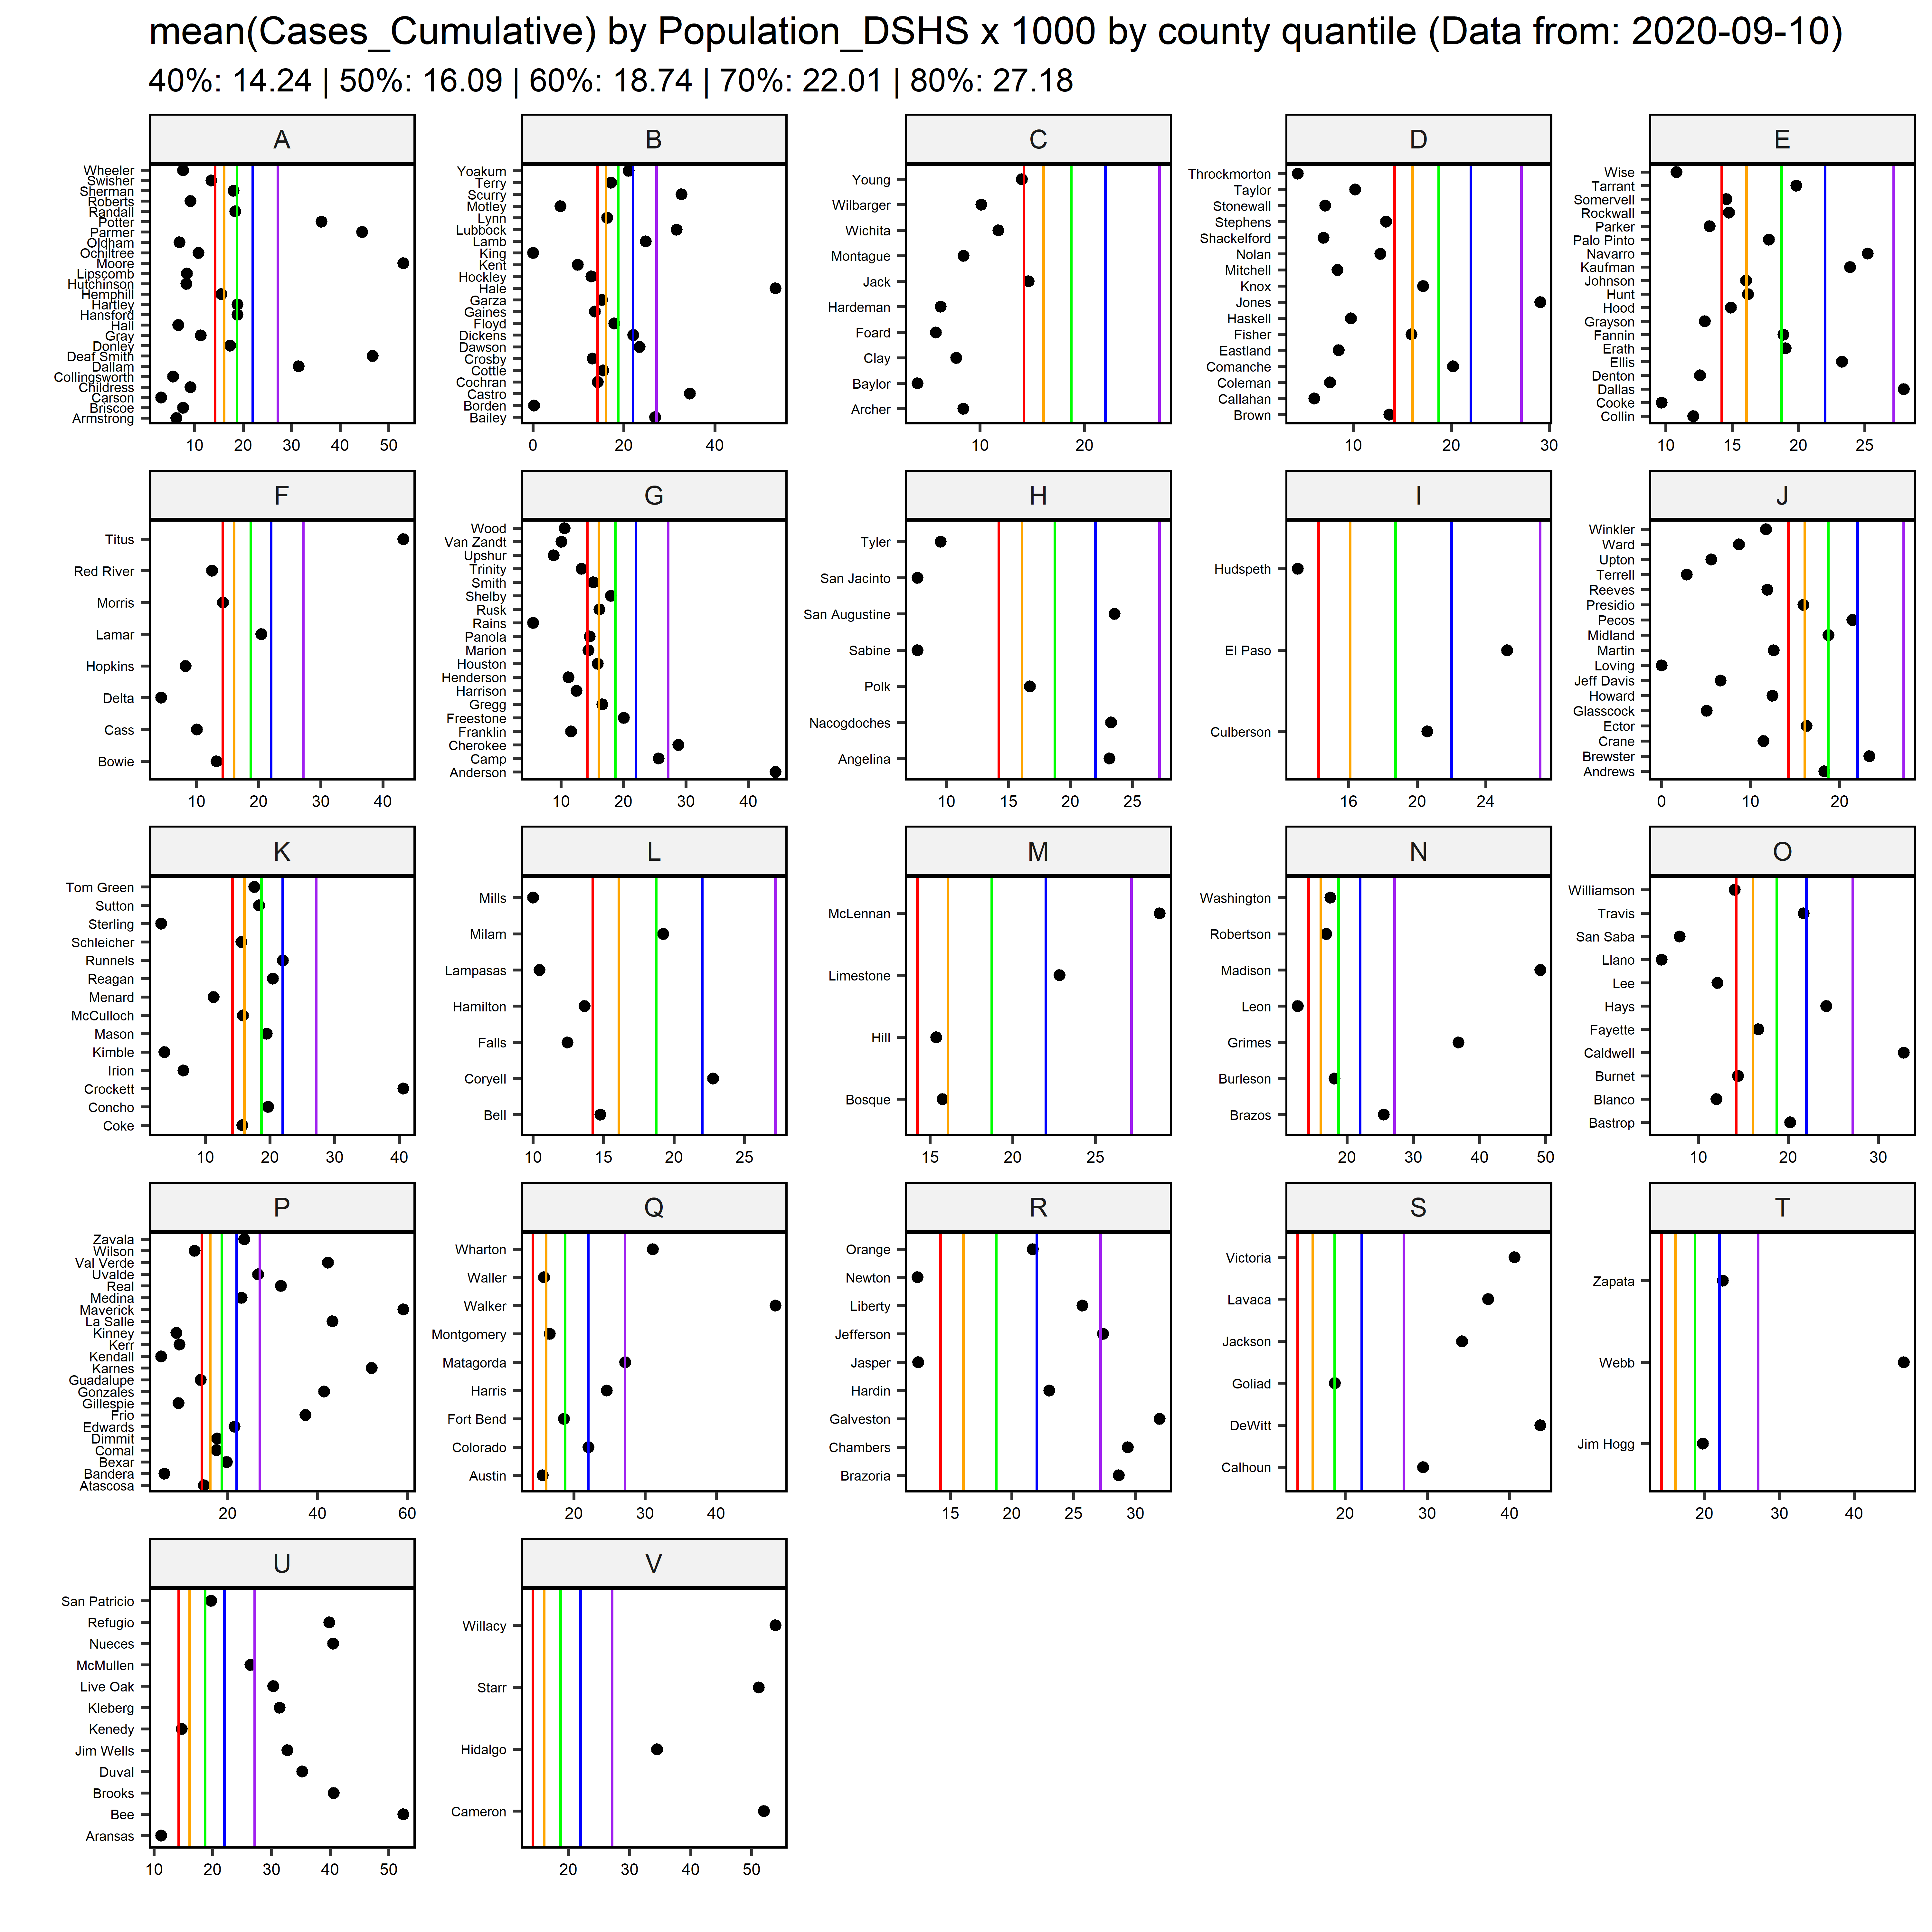 mean(Cases_Cumulative) by Population_DSHS x 1000 by county quantile (Data from: 2020-09-10)
40%: 14.24 | 50%: 16.09 | 60%: 18.74 | 70%: 22.01 | 80%: 27.18
A
Wheeler
Swisher
Sherman
Roberts
Randall
Potter
Parmer
Oldham
Ochiltree
Moore
Lipscomb
Hutchinson
Hemphill
Hartley
Hansford
Hall
Gray
Donley
Deaf Smith
Dallam
Collingsworth
Childress
Carson
Briscoe
Armstrong
10 20 30 40 50
B
Yoakum
Terry
Scurry
Motley
Lynn
Lubbock
Lamb
King
Kent
Hockley
Hale
Garza
Gaines
Floyd
Dickens
Dawson
Crosby
Cottle
Cochran
Castro
Borden
Bailey
0 20 40
C
Young
Wilbarger
Wichita
Montague
Jack
Hardeman
Foard
Clay
Baylor
Archer
10 20
D
Throckmorton
Taylor
Stonewall
Stephens
Shackelford
Nolan
Mitchell
Knox
Jones
Haskell
Fisher
Eastland
Comanche
Coleman
Callahan
Brown
10 20 30
E
Wise
Tarrant
Somervell
Rockwall
Parker
Palo Pinto
Navarro
Kaufman
Johnson
Hunt
Hood
Grayson
Fannin
Erath
Ellis
Denton
Dallas
Cooke
Collin
10 15 20 25
F
Titus
Red River
Morris
Lamar
Hopkins
Delta
Cass
Bowie
10 20 30 40
G
Wood
Van Zandt
Upshur
Trinity
Smith
Shelby
Rusk
Rains
Panola
Marion
Houston
Henderson
Harrison
Gregg
Freestone
Franklin
Cherokee
Camp
Anderson
10 20 30 40
H
Tyler
San Jacinto
San Augustine
Sabine
Polk
Nacogdoches
Angelina
10 15 20 25
I
Hudspeth
El Paso
Culberson
16 20 24
J
Winkler
Ward
Upton
Terrell
Reeves
Presidio
Pecos
Midland
Martin
Loving
Jeff Davis
Howard
Glasscock
Ector
Crane
Brewster
Andrews
0 10 20
K
Tom Green
Sutton
Sterling
Schleicher
Runnels
Reagan
Menard
McCulloch
Mason
Kimble
Irion
Crockett
Concho
Coke
10 20 30 40
L
Mills
Milam
Lampasas
Hamilton
Falls
Coryell
Bell
10 15 20 25
M
McLennan
Limestone
Hill
Bosque
15 20 25
N
Washington
Robertson
Madison
Leon
Grimes
Burleson
Brazos
20 30 40 50
O
Williamson
Travis
San Saba
Llano
Lee
Hays
Fayette
Caldwell
Burnet
Blanco
Bastrop
10 20 30
P
Zavala
Wilson
Val Verde
Uvalde
Real
Medina
Maverick
La Salle
Kinney
Kerr
Kendall
Karnes
Guadalupe
Gonzales
Gillespie
Frio
Edwards
Dimmit
Comal
Bexar
Bandera
Atascosa
20 40 60
Q
Wharton
Waller
Walker
Montgomery
Matagorda
Harris
Fort Bend
Colorado
Austin
20 30 40
R
Orange
Newton
Liberty
Jefferson
Jasper
Hardin
Galveston
Chambers
Brazoria
15 20 25 30
S
Victoria
Lavaca
Jackson
Goliad
DeWitt
Calhoun
20 30 40
T
Zapata
Webb
Jim Hogg
20 30 40
U
San Patricio
Refugio
Nueces
McMullen
Live Oak
Kleberg
Kenedy
Jim Wells
Duval
Brooks
Bee
Aransas
10 20 30 40 50
V
Willacy
Starr
Hidalgo
Cameron
20 30 40 50